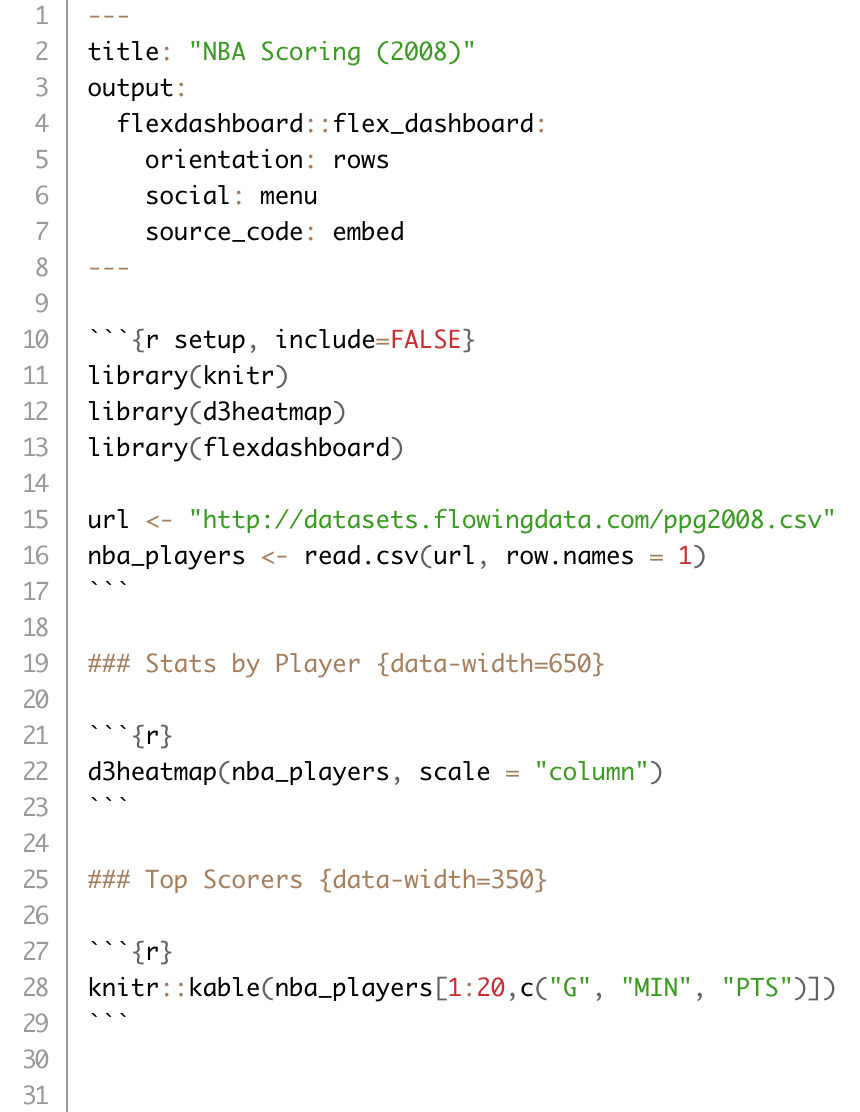 1 ---
2 title: "NBA Scoring (2008)"
3 output:
4   flexdashboard::flex_dashboard:
5     orientation: rows
6     social: menu
7     source_code: embed
8 ---
9
10 ```{r setup, include=FALSE}
11 library(knitr)
12 library(d3heatmap)
13 library(flexdashboard)
14
15 url <- "http://datasets.flowingdata.com/ppg2008.csv"
16 nba_players <- read.csv(url, row.names = 1)
17 ```
18
19 ### Stats by Player {data-width=650}
20
21 ```{r}
22 d3heatmap(nba_players, scale = "column")
23 ```
24
25 ### Top Scorers {data-width=350}
26
27 ```{r}
28 knitr::kable(nba_players[1:20,c("G", "MIN", "PTS")])
29 ```
30
31